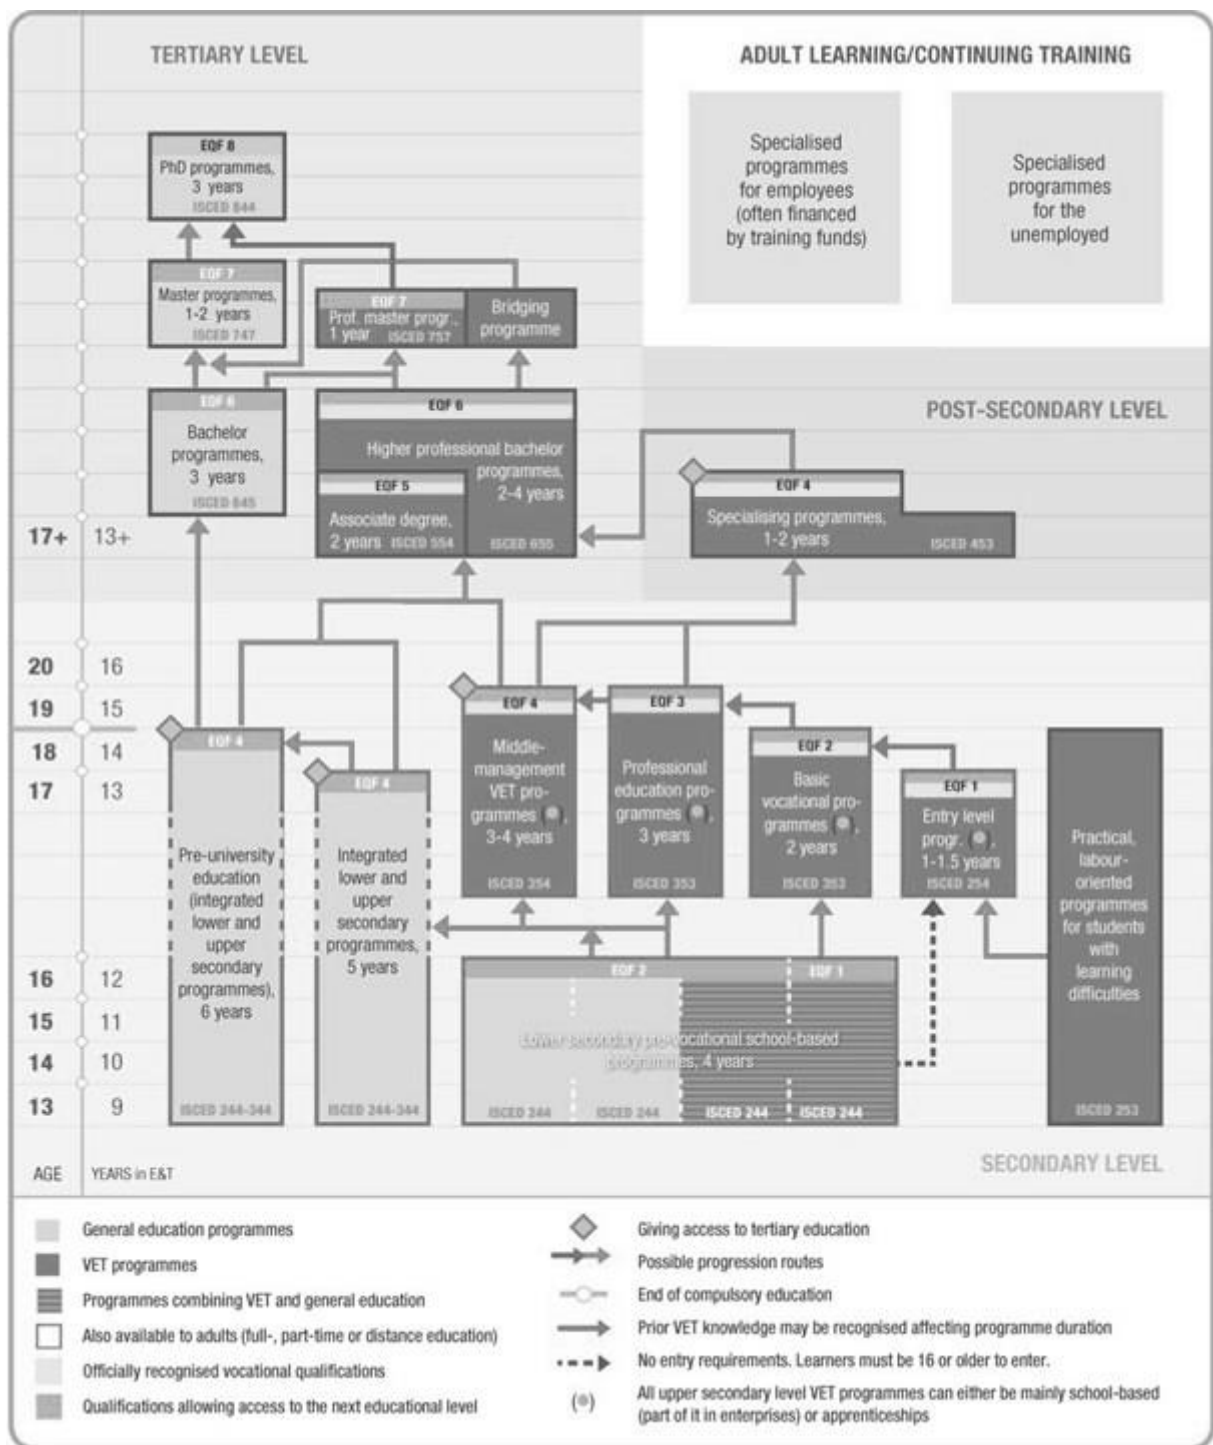 TERTIARY LEVEL
ADULT LEARNING/CONTINUING TRAINING
Specialised
programmes
for employees
(often financed
by training funds)
Specialised
programmes
for the
unemployed
EQF 8
PhD programmes,
3 years
ISCED 844
EQF 7
Master programmes,
1-2 years
ISCED 747
EQF 7
Prof. master progr.,
1 year ISCED 757
Bridging
programme
POST-SECONDARY LEVEL
EQF 6
Bachelor
programmes,
3 years
ISCED 645
EQF 6
Higher professional bachelor
programmes,
2-4 years
ISCED 655
EQF 5
Associate degree,
2 years ISCED 554
EQF 4
Specialising programmes,
1-2 years
ISCED 453
17+ 13+
20 16
19 15
18 14
17 13
16 12
15 11
14 10
13 9
AGE YEARS in E&T
EQF 4
Pre-university
education
(integrated
lower and
upper
secondary
programmes),
6 years
ISCED 244-344
EQF 4
Integrated
lower and
upper
secondary
programmes,
5 years
ISCED 244-344
EQF 4
Middle-
management
VET pro-
grammes ( ),
3-4 years
ISCED 354
EQF 3
Professional
education pro-
grammes ( ),
3 years
ISCED 353
EQF 2
Basic
vocational pro-
grammes ( ),
2 years
ISCED 353
EQF 1
Entry level
progr. ( ),
1-1.5 years
ISCED 254
Practical,
labour-
oriented
programmes
for students
with
learning
difficulties
ISCED 253
EQF 2 EQF 1
Lower secondary pre-vocational school-based
programmes, 4 years
ISCED 244 ISCED 244 ISCED 244 ISCED 244
SECONDARY LEVEL
General education programmes
VET programmes
Programmes combining VET and general education
Also available to adults (full-, part-time or distance education)
Officially recognised vocational qualifications
Qualifications allowing access to the next educational level
Giving access to tertiary education
Possible progression routes
End of compulsory education
Prior VET knowledge may be recognised affecting programme duration
No entry requirements. Learners must be 16 or older to enter.
( ) All upper secondary level VET programmes can either be mainly school-based
(part of it in enterprises) or apprenticeships